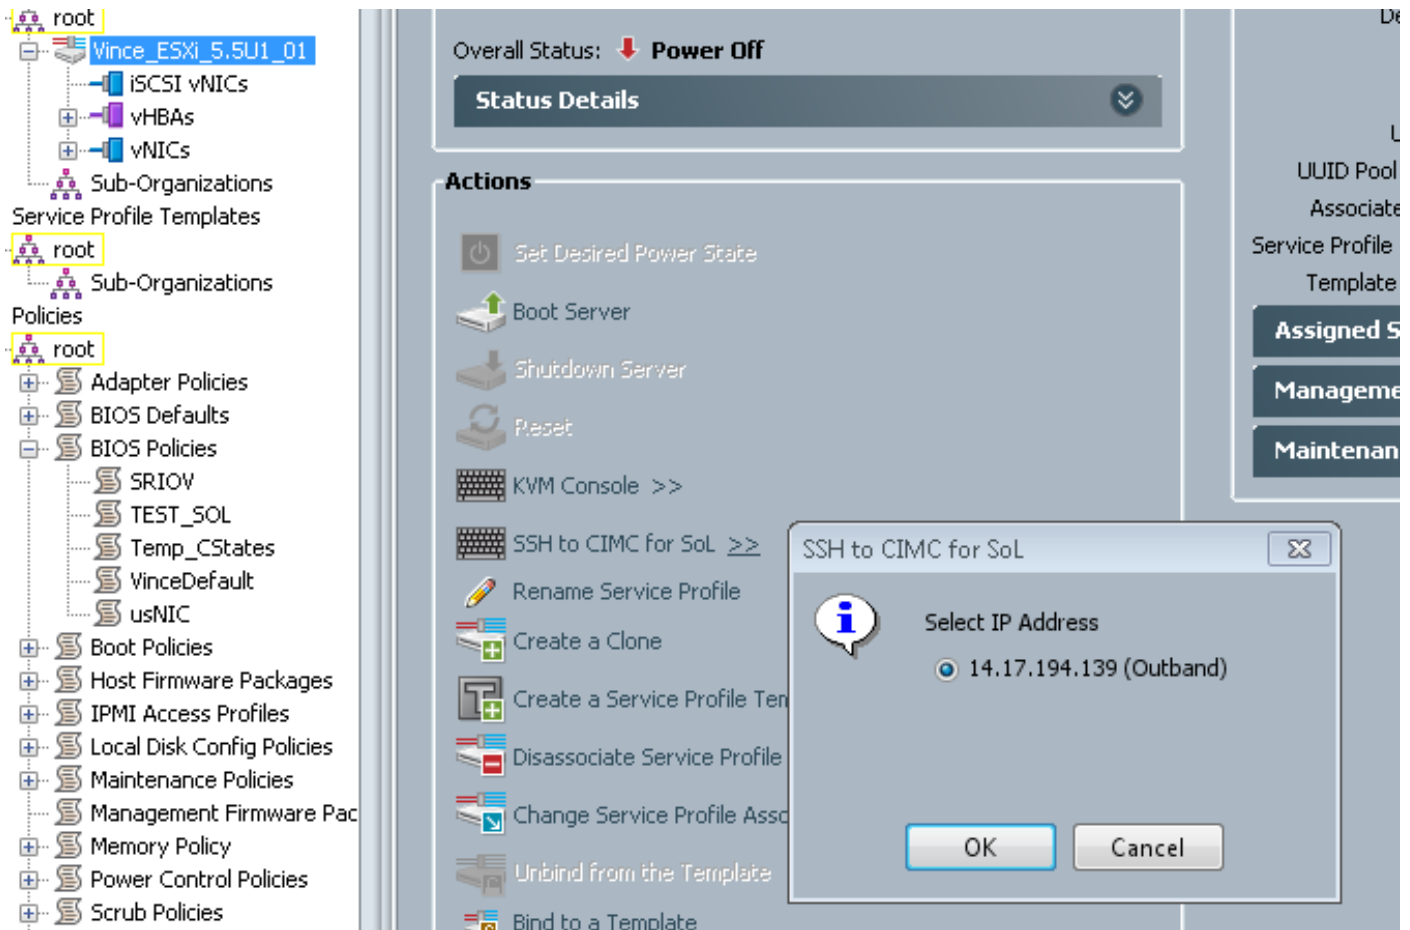 root
Vince_ESXi_5.5U1_01
iSCSI vNICs
vHBAs
vNICs
Sub-Organizations
Service Profile Templates
root
Sub-Organizations
Policies
root
Adapter Policies
BIOS Defaults
BIOS Policies
SRIOV
TEST_SOL
Temp_CStates
VinceDefault
usNIC
Boot Policies
Host Firmware Packages
IPMI Access Profiles
Local Disk Config Policies
Maintenance Policies
Management Firmware Pac
Memory Policy
Power Control Policies
Scrub Policies
Overall Status: Power Off
Status Details
Actions
Set Desired Power State
Boot Server
Shutdown Server
Reset
KVM Console >>
SSH to CIMC for SoL >>
Rename Service Profile
Create a Clone
Create a Service Profile Tem
Disassociate Service Profile
Change Service Profile Asso
Unbind from the Template
Bind to a Template
SSH to CIMC for SoL
Select IP Address
14.17.194.139 (Outband)
OK
Cancel
De
U
UUID Pool
Associate
Service Profile
Template
Assigned S
Manageme
Maintenan